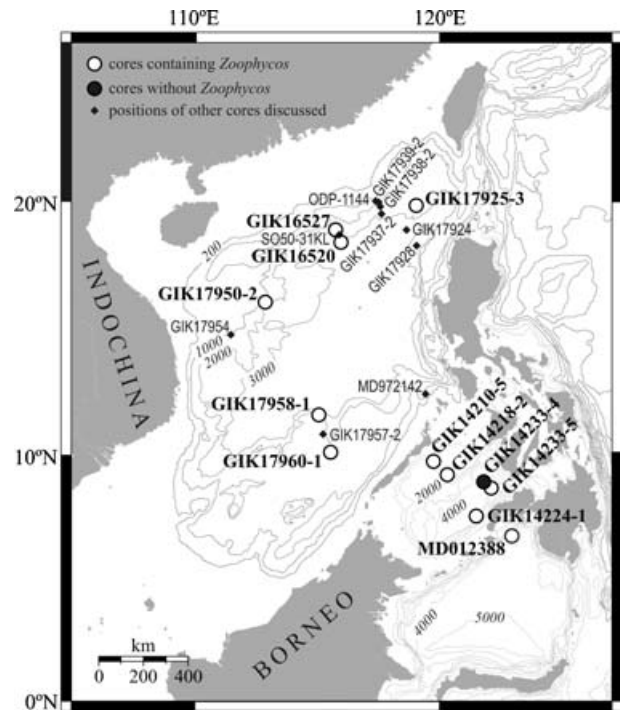 110ºE 120ºE
cores containing Zoophycos
cores without Zoophycos
positions of other cores discussed
GIK17939-2
GIK17938-2
20ºN
ODP-1144
GIK17925-3
GIK16527
GIK17937-2
GIK17924
200
SO50-31KL
GIK16520
GIK17928
INDOCHINA
GIK17950-2
GIK17954
1000
2000
3000
MD972142
GIK14210-5
GIK14218-2
GIK14233-4
GIK14233-5
GIK17958-1
GIK17957-2
10ºN
GIK17960-1
2000
4000
GIK14224-1
MD012388
BORNEO
km
0 200 400
4000
5000
0ºN